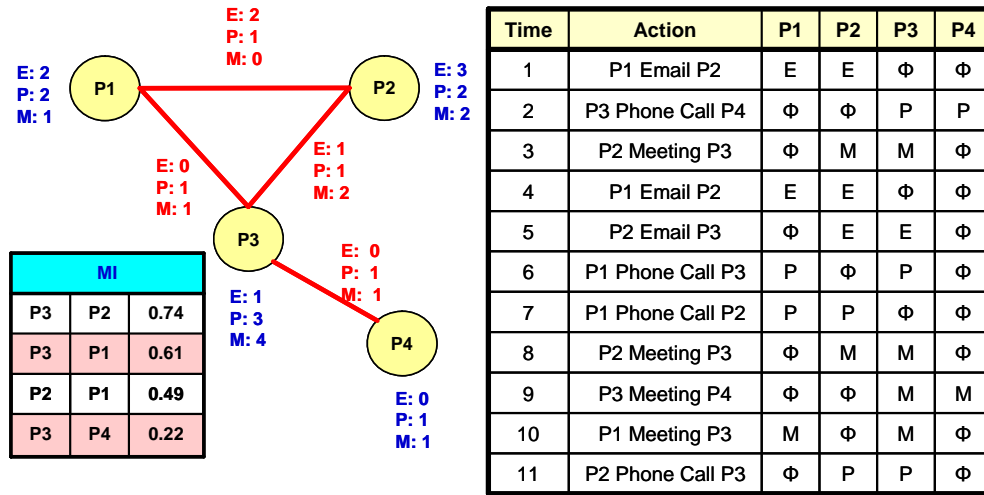 E: 2
P: 1
M: 0
E: 2
P: 2
M: 1
P1
P2
E: 3
P: 2
M: 2
E: 0
P: 1
M: 1
E: 1
P: 1
M: 2
P3
E: 0
P: 1
M: 1
E: 1
P: 3
M: 4
P4
E: 0
P: 1
M: 1
MI
P3 P2 0.74
P3 P1 0.61
P2 P1 0.49
P3 P4 0.22
Time Action P1 P2 P3 P4
1 P1 Email P2 E E Φ Φ
2 P3 Phone Call P4 Φ Φ P P
3 P2 Meeting P3 Φ M M Φ
4 P1 Email P2 E E Φ Φ
5 P2 Email P3 Φ E E Φ
6 P1 Phone Call P3 P Φ P Φ
7 P1 Phone Call P2 P P Φ Φ
8 P2 Meeting P3 Φ M M Φ
9 P3 Meeting P4 Φ Φ M M
10 P1 Meeting P3 M Φ M Φ
11 P2 Phone Call P3 Φ P P Φ